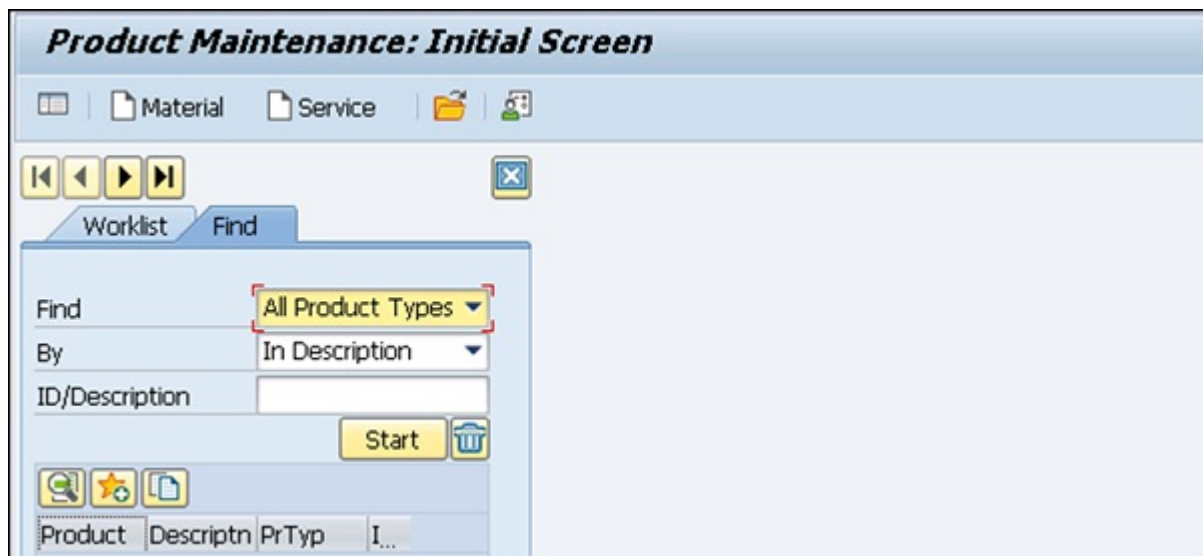 Product Maintenance: Initial Screen
Material Service
Worklist Find
Find All Product Types
By In Description
ID/Description
Start
Product Descriptn PrTyp I...